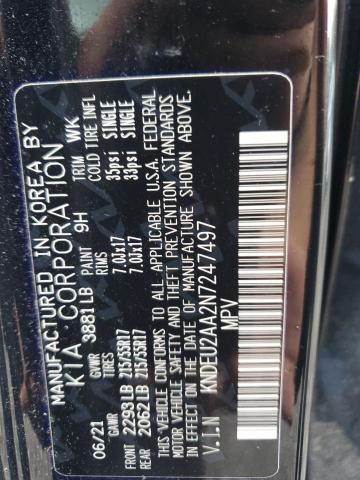 MANUFACTURED IN KOREA BY
KIA CORPORATION
06/21 GVWR 3881LB PAINT 9H TRIM WK
GAWR RIMS COLD TIRE INFL
FRONT 2293LB 215/55R17 7.0Jx17 35psi SINGLE
REAR 2062LB 215/55R17 7.0Jx17 33psi SINGLE
THIS VEHICLE CONFORMS TO ALL APPLICABLE U.S.A. FEDERAL
MOTOR VEHICLE SAFETY AND THEFT PREVENTION STANDARDS
IN EFFECT ON THE DATE OF MANUFACTURE SHOWN ABOVE.
V.I.N KNDEU2AA2N7247497
MPV